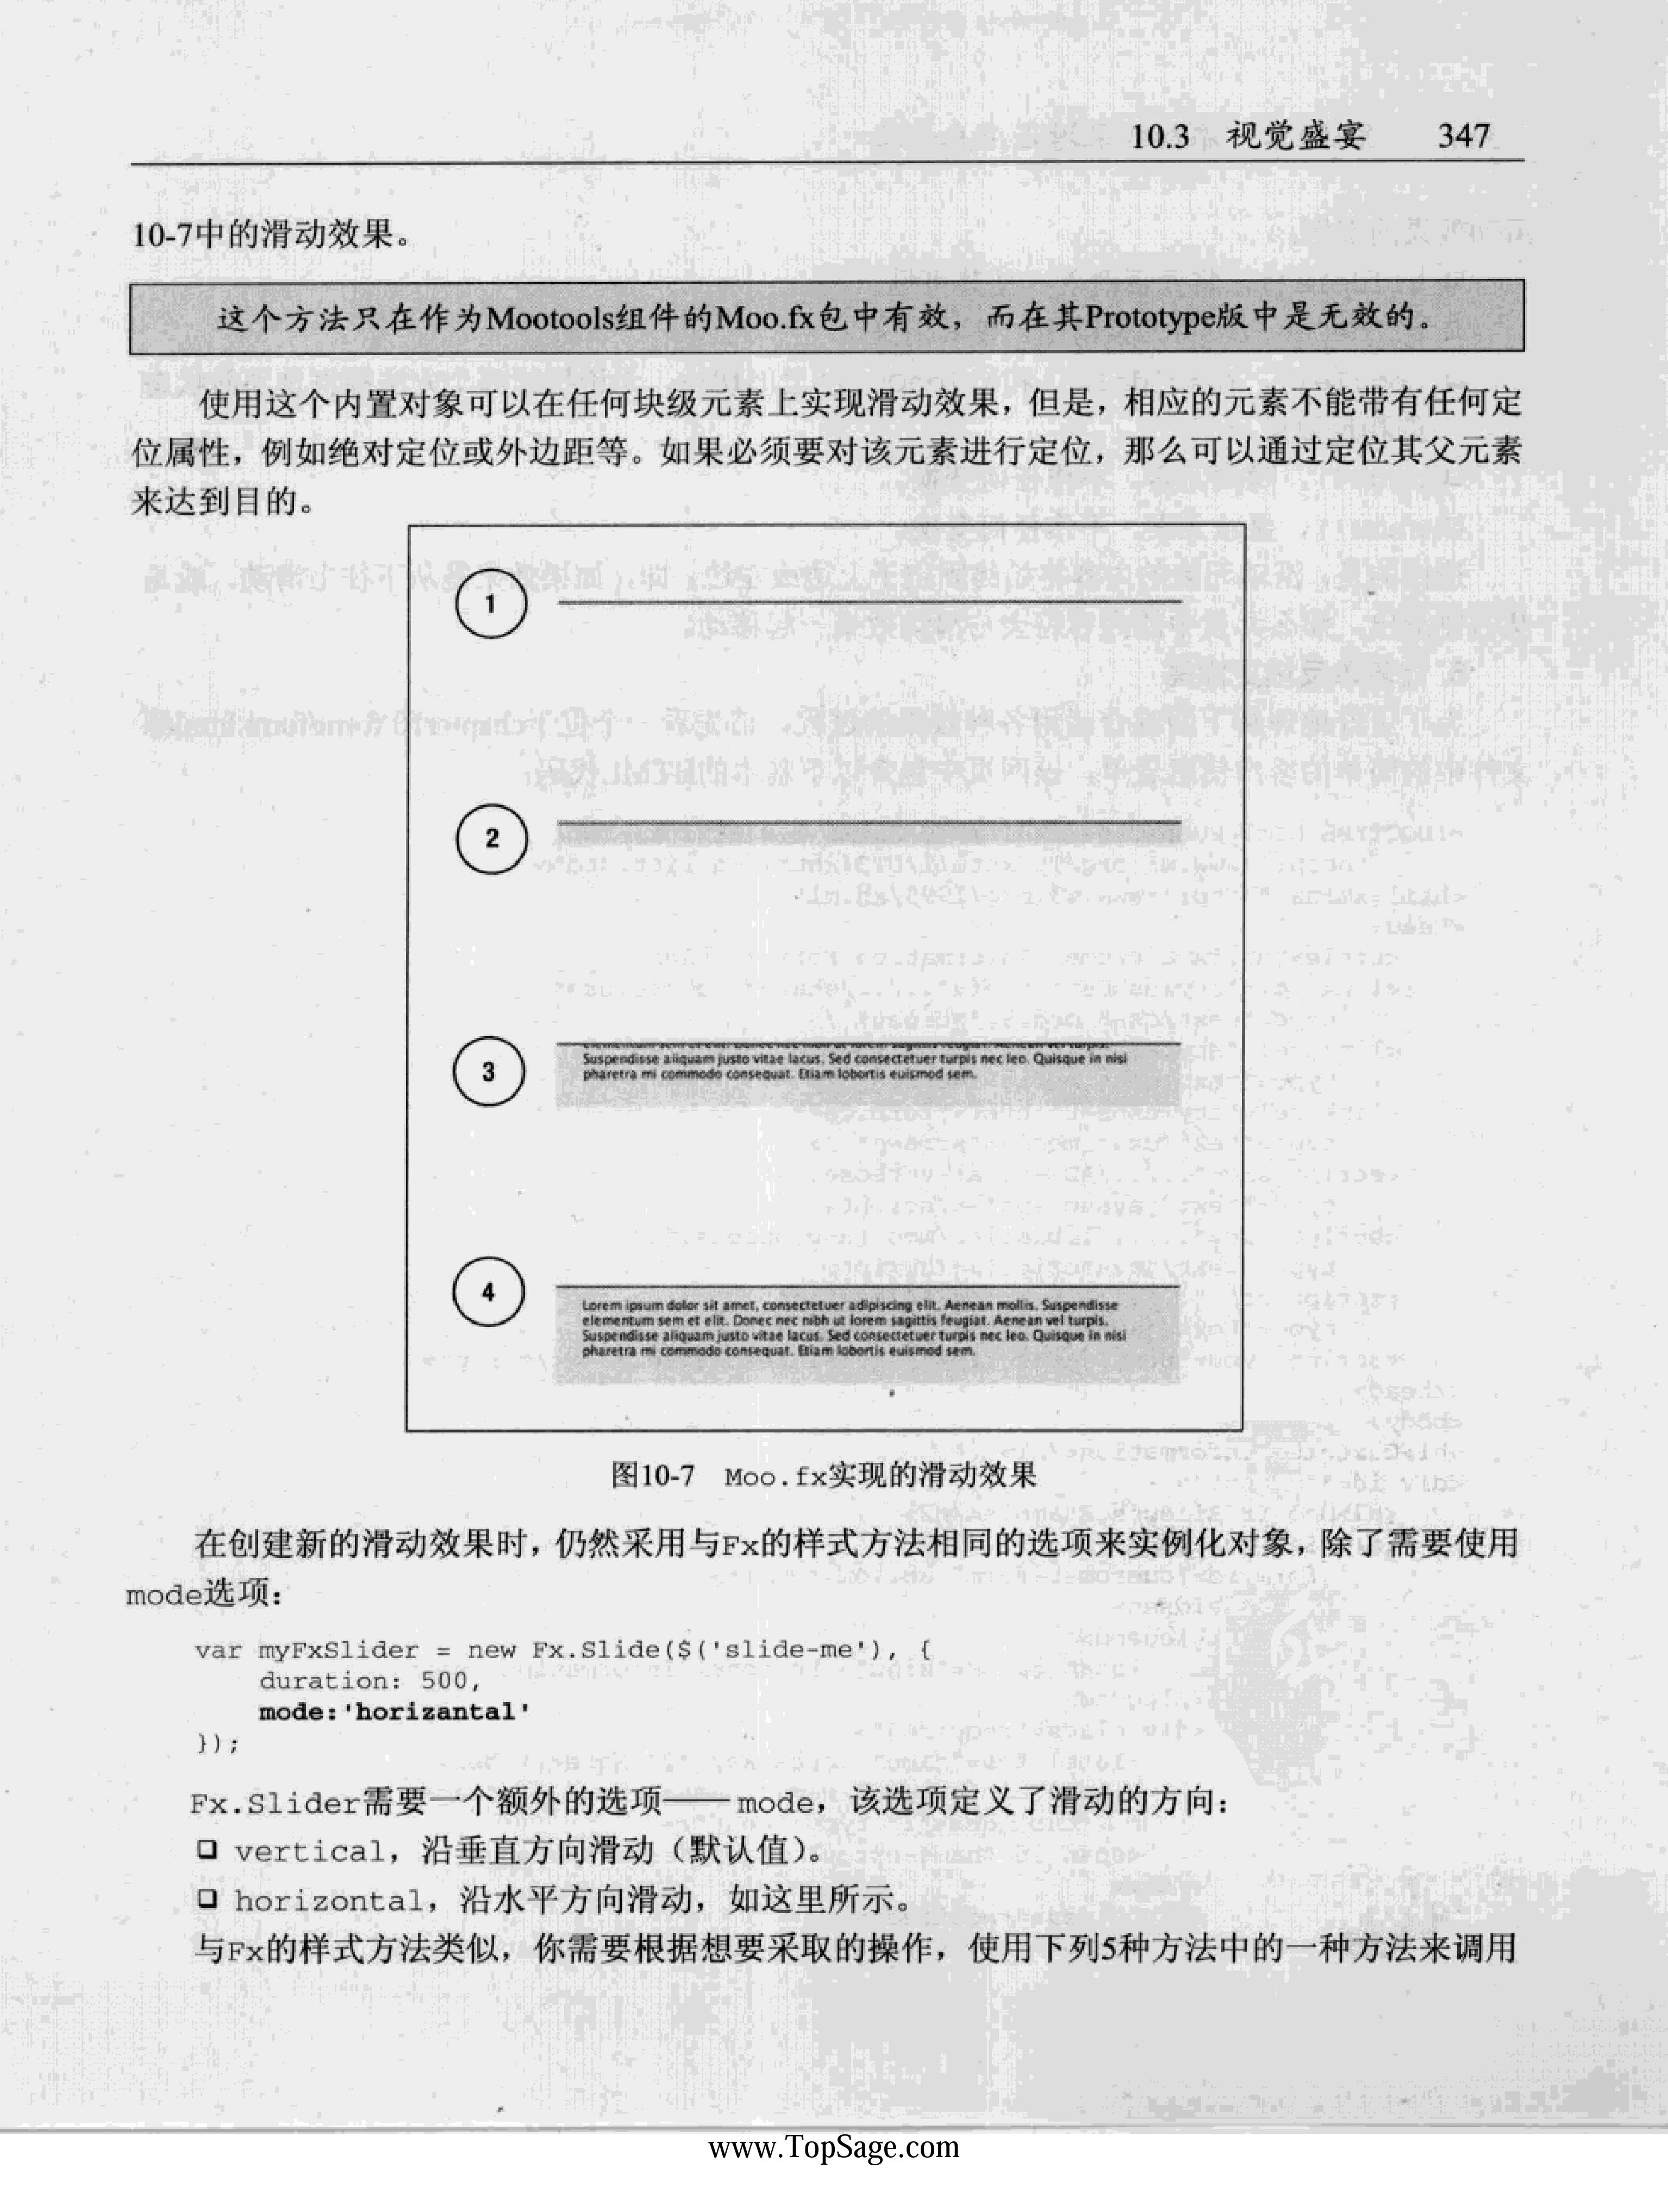 10.3 视觉盛宴 347
10-7中的滑动效果。
这个方法只在作为Mootools组件的Moo.fx包中有效，而在其Prototype版中是无效的。
使用这个内置对象可以在任何块级元素上实现滑动效果，但是，相应的元素不能带有任何定
位属性，例如绝对定位或外边距等。如果必须要对该元素进行定位，那么可以通过定位其父元素
来达到目的。
1
2
3
Suspendisse aliquam justo vitae lacus. Sed consectetuer turpis nec leo. Quisque in nisi
pharetra mi commodo consequat. Etiam lobortis euismod sem.
4
Lorem ipsum dolor sit amet, consectetuer adipiscing elit. Aenean mollis. Suspendisse
elementum sem et elit. Donec nec nibh ut lorem sagittis feugiat. Aenean vel turpis.
Suspendisse aliquam justo vitae lacus. Sed consectetuer turpis nec leo. Quisque in nisi
pharetra mi commodo consequat. Etiam lobortis euismod sem.
图10-7 Moo.fx实现的滑动效果
在创建新的滑动效果时，仍然采用与Fx的样式方法相同的选项来实例化对象，除了需要使用
mode选项：
var myFxSlider = new Fx.Slide($('slide-me'), {
duration: 500,
mode:'horizantal'
});
Fx.Slider需要一个额外的选项——mode，该选项定义了滑动的方向：
❑ vertical，沿垂直方向滑动（默认值）。
❑ horizontal，沿水平方向滑动，如这里所示。
与Fx的样式方法类似，你需要根据想要采取的操作，使用下列5种方法中的一种方法来调用
www.TopSage.com